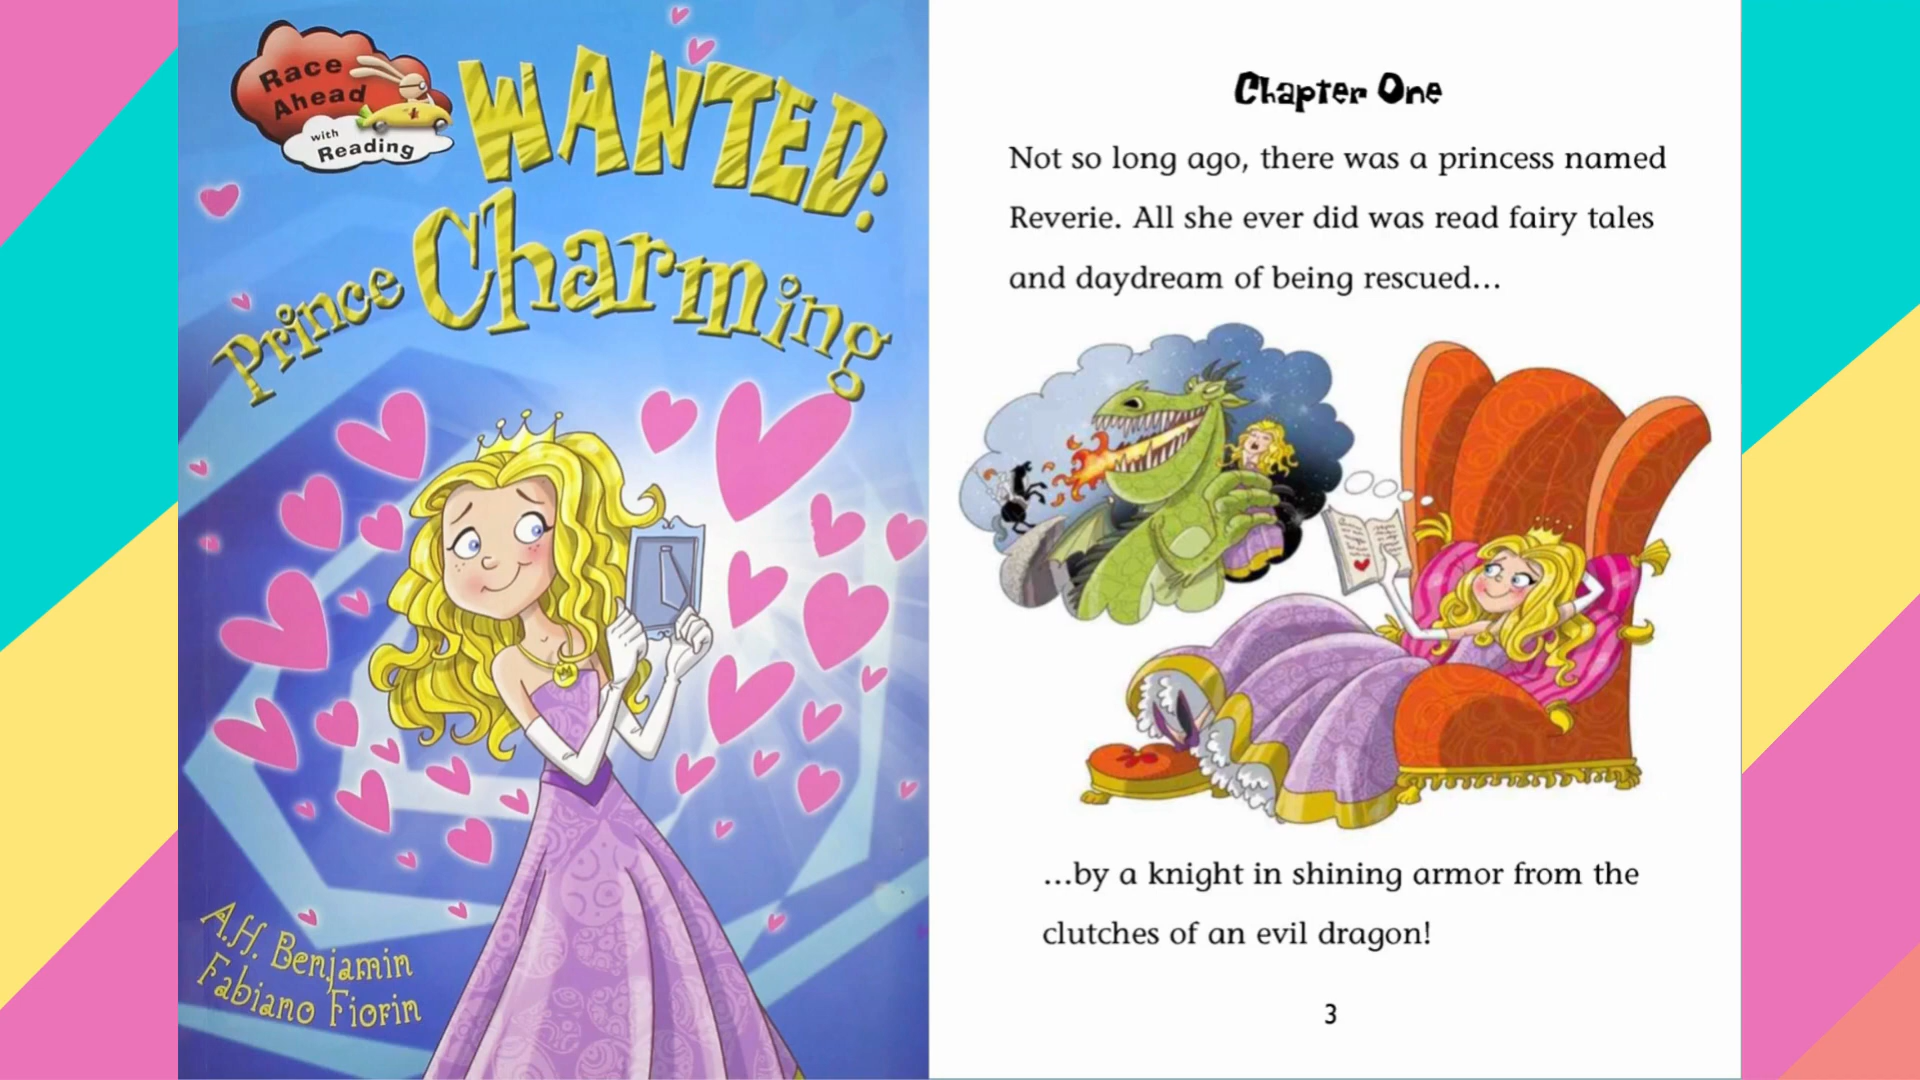 Race
Ahead
with
Reading
WANTED:
Prince Charming
A.H. Benjamin
Fabiano Fiorin
Chapter One
Not so long ago, there was a princess named
Reverie. All she ever did was read fairy tales
and daydream of being rescued...
...by a knight in shining armor from the
clutches of an evil dragon!
3